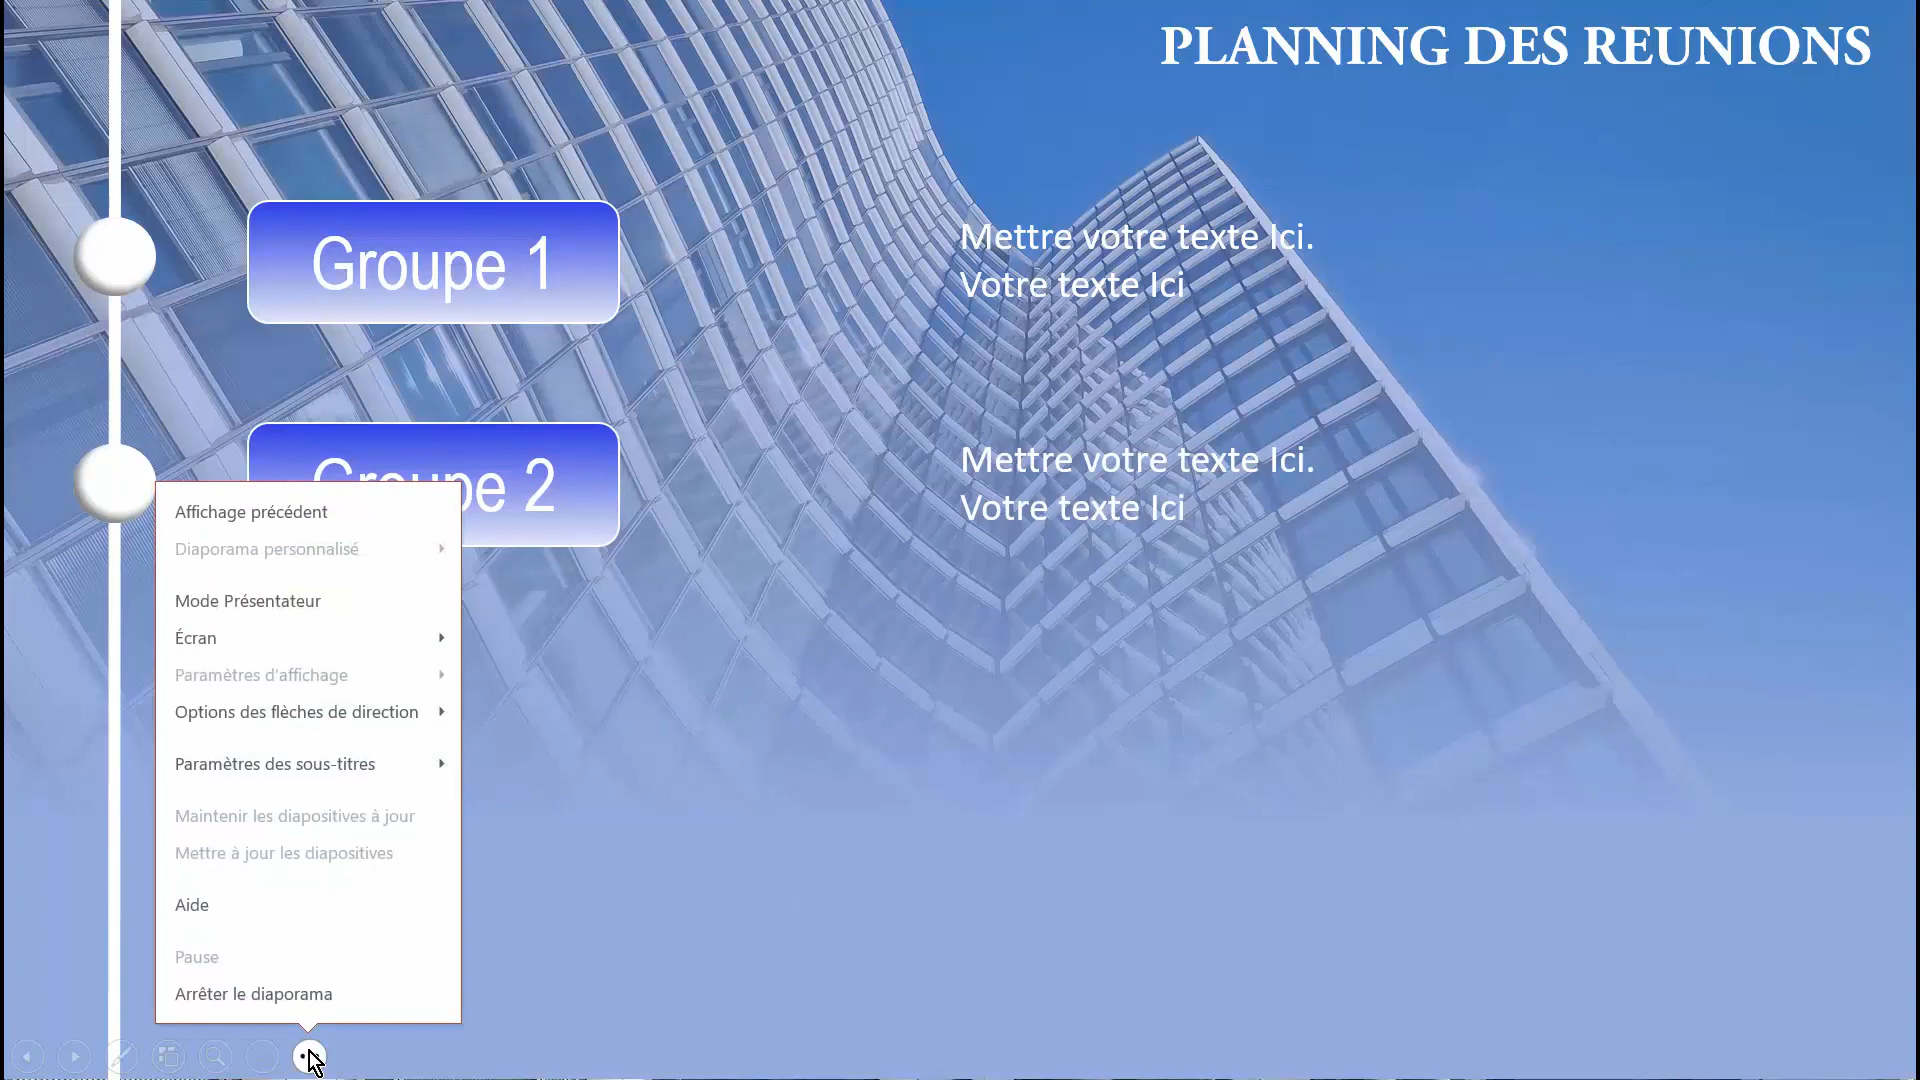 PLANNING DES REUNIONS
Groupe 1
Mettre votre texte Ici.
Votre texte Ici
Groupe 2
Mettre votre texte Ici.
Votre texte Ici
Affichage précédent
Diaporama personnalisé
Mode Présentateur
Écran
Paramètres d'affichage
Options des flèches de direction
Paramètres des sous-titres
Maintenir les diapositives à jour
Mettre à jour les diapositives
Aide
Pause
Arrêter le diaporama